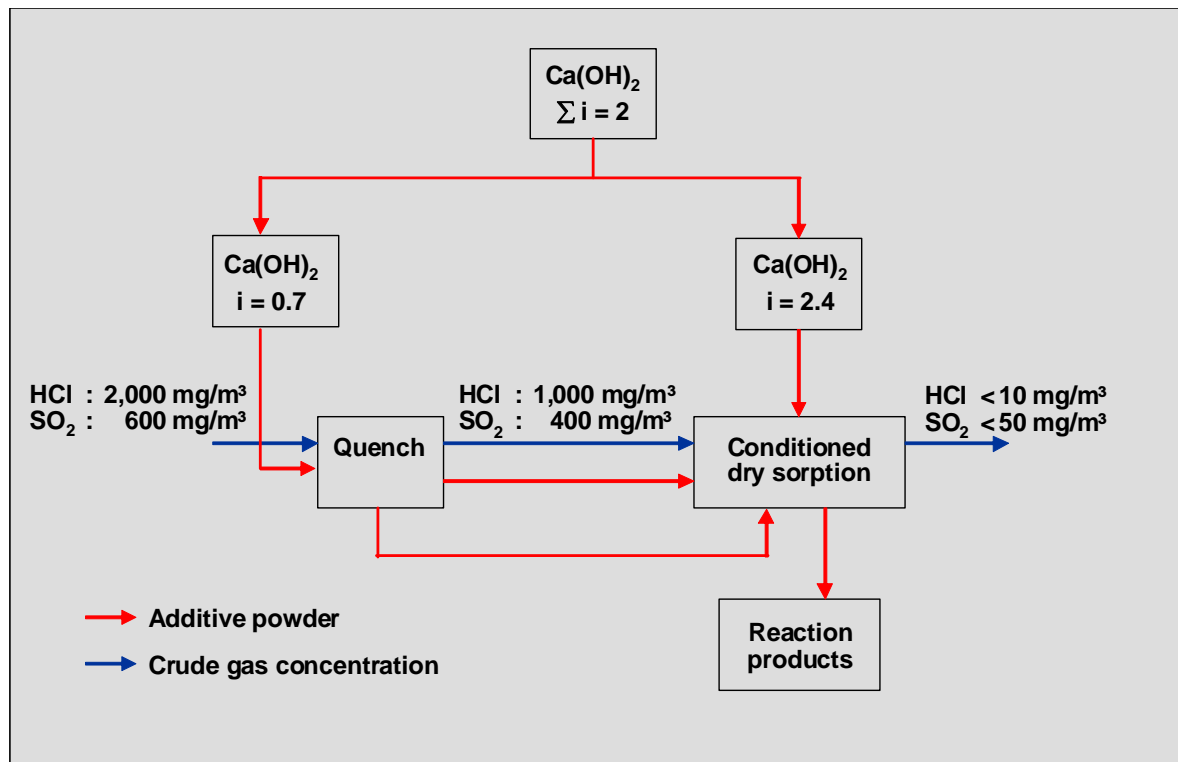 Ca(OH)₂
∑ i = 2
Ca(OH)₂
i = 0.7
Ca(OH)₂
i = 2.4
HCl : 2,000 mg/m³
SO₂ : 600 mg/m³
HCl : 1,000 mg/m³
SO₂ : 400 mg/m³
HCl < 10 mg/m³
SO₂ < 50 mg/m³
Quench
Conditioned
dry sorption
Additive powder
Crude gas concentration
Reaction
products